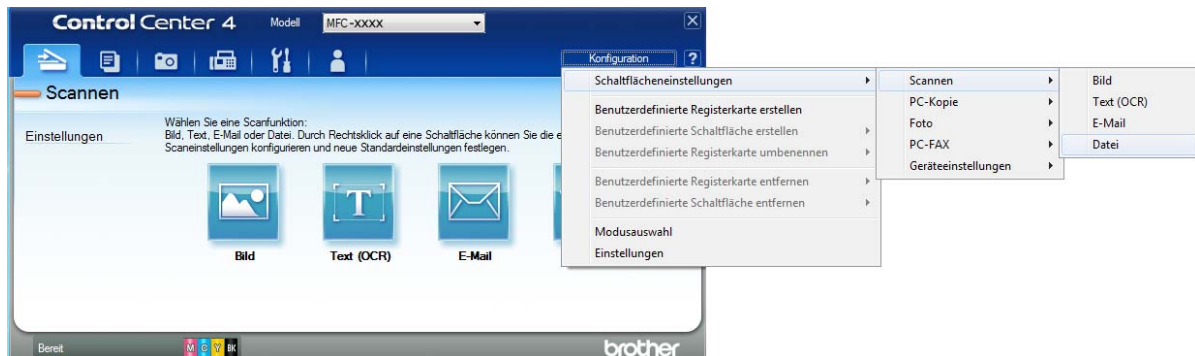 Control Center 4 Modell MFC-XXXX
Konfiguration ?
Scannen
Einstellungen
Wählen Sie eine Scanfunktion:
Bild, Text, E-Mail oder Datei. Durch Rechtsklick auf eine Schaltfläche können Sie die e
Scaneinstellungen konfigurieren und neue Standardeinstellungen festlegen.
T
Bild Text (OCR) E-Mail
Schaltflächeneinstellungen
Benutzerdefinierte Registerkarte erstellen
Benutzerdefinierte Schaltfläche erstellen
Benutzerdefinierte Registerkarte umbenennen
Benutzerdefinierte Registerkarte entfernen
Benutzerdefinierte Schaltfläche entfernen
Modusauswahl
Einstellungen
Scannen
PC-Kopie
Foto
PC-FAX
Geräteeinstellungen
Bild
Text (OCR)
E-Mail
Datei
Bereit M C Y BK brother